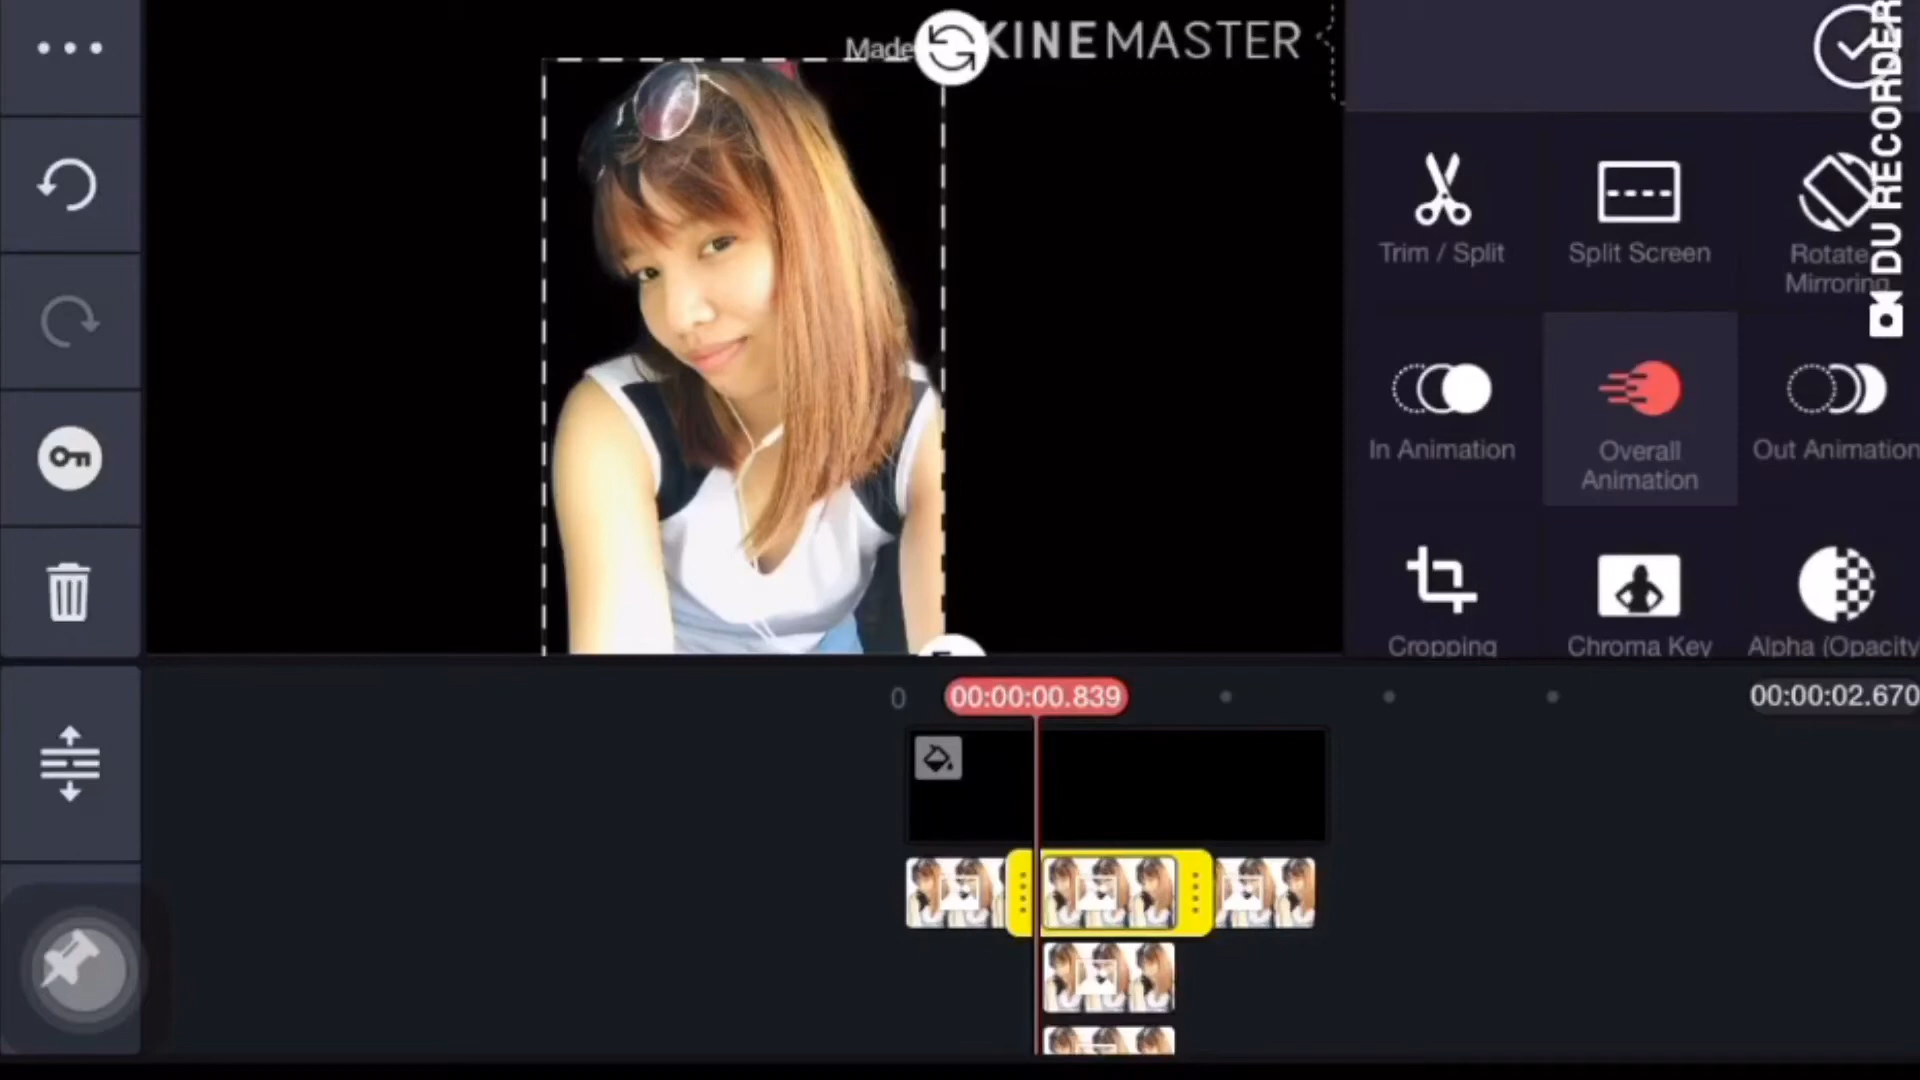 Made
KINEMASTER
DU RECORDER
Trim / Split
Split Screen
Rotate
Mirroring
In Animation
Overall
Animation
Out Animation
Cropping
Chroma Key
Alpha (Opacity
0
00:00:00.839
00:00:02.670